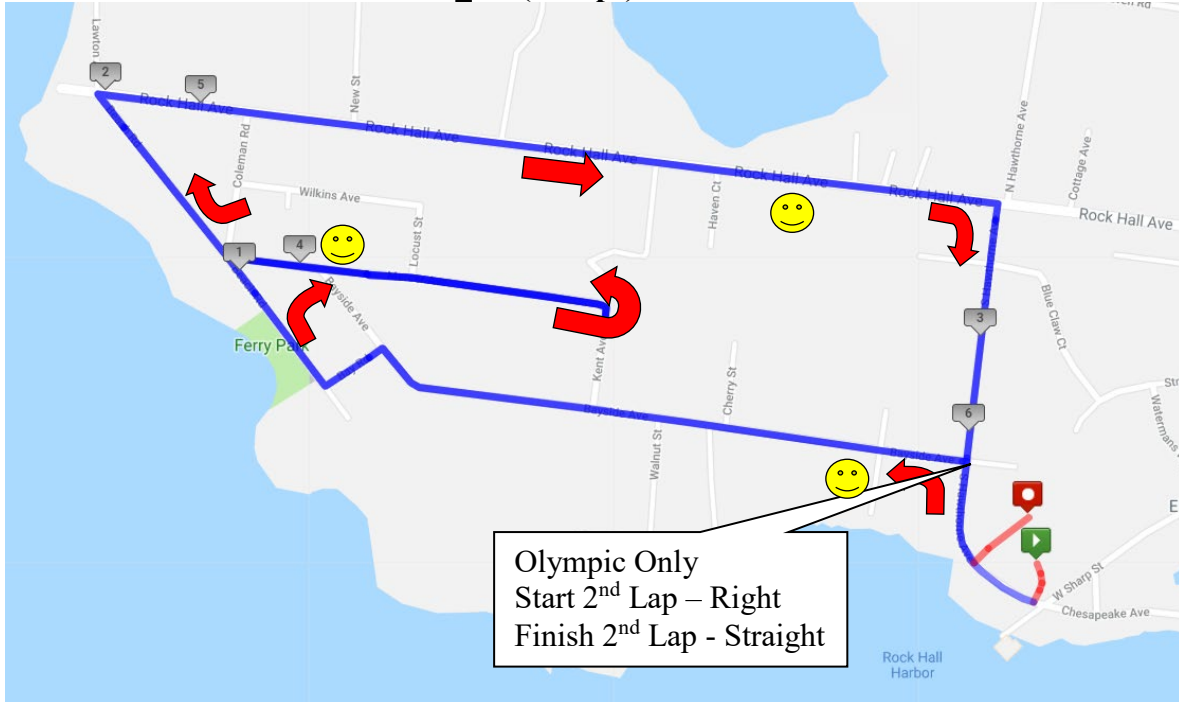 Lawton
2
5
Rock Hall Ave
New St
Rock Hall Ave
Rock Hall Ave
Rock Hall Ave
Rock Hall Ave
N Hawthorne Ave
Cottage Ave
Rock Hall Ave
Coleman Rd
Wilkins Ave
Locust St
Haven Ct
1
4
Bayside Ave
Blue Claw Ct
3
Ferry Park
Kent Ave
Cherry St
Bayside Ave
Walnut St
6
Bayside Ave
Watermans
W Sharp St
Chesapeake Ave
Olympic Only
Start 2nd Lap – Right
Finish 2nd Lap - Straight
Rock Hall
Harbor